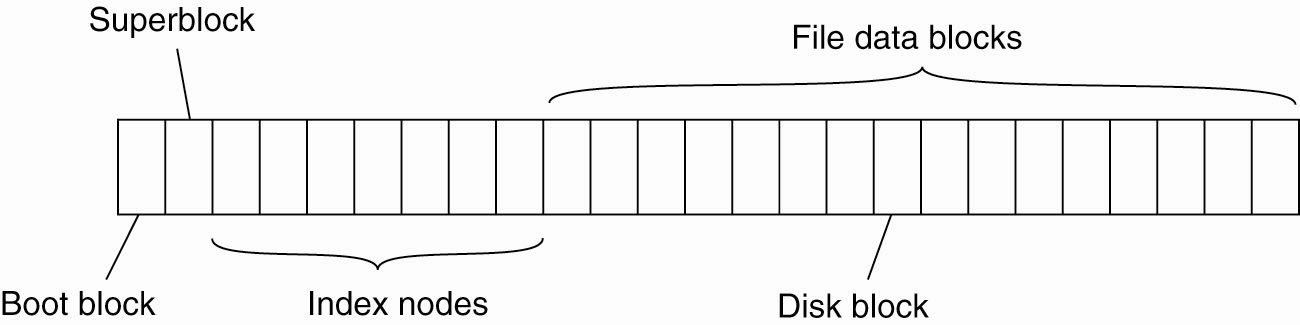 Superblock
File data blocks
Boot block
Index nodes
Disk block